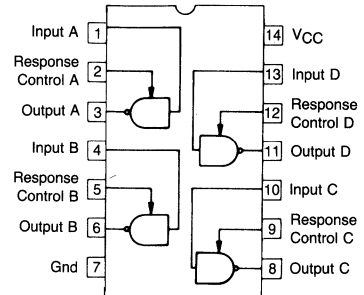 Input A 1
Response
Control A 2
Output A 3
Input B 4
Response
Control B 5
Output B 6
Gnd 7
14 VCC
13 Input D
12 Response
Control D
11 Output D
10 Input C
9 Response
Control C
8 Output C